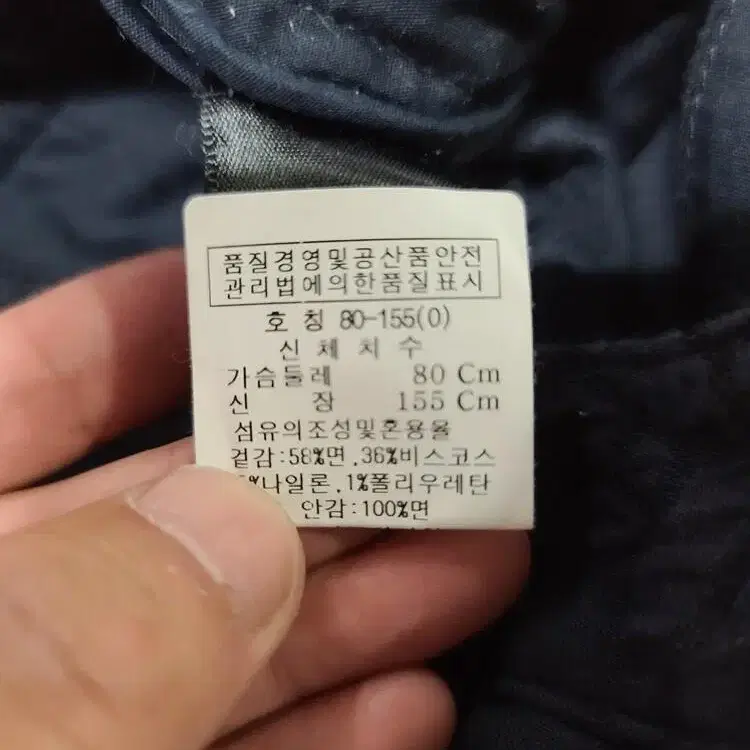 품질경영및공산품안전
관리법에의한품질표시
호 칭 80-155(0)
신 체 치 수
가슴둘레 80 Cm
신 장 155 Cm
섬유의조성및혼용율
겉감:58%면,36%비스코스
나일론,1%폴리우레탄
안감:100%면